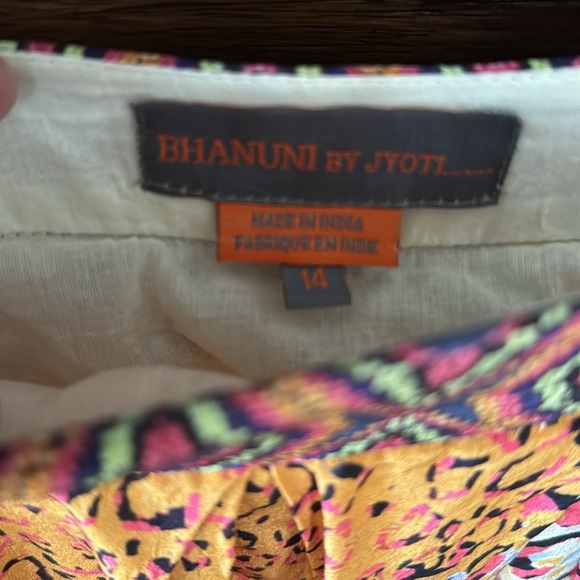 BHANUNI BY JYOTI......
MADE IN INDIA
FABRIQUE EN INDE
14